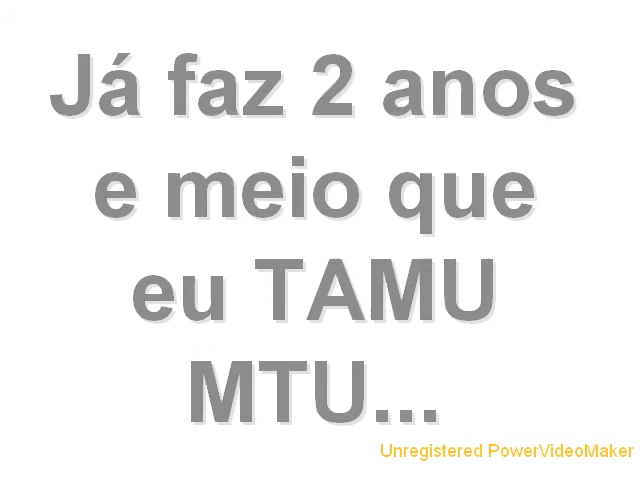 Já faz 2 anos
e meio que
eu TAMU
MTU...
Unregistered PowerVideoMaker